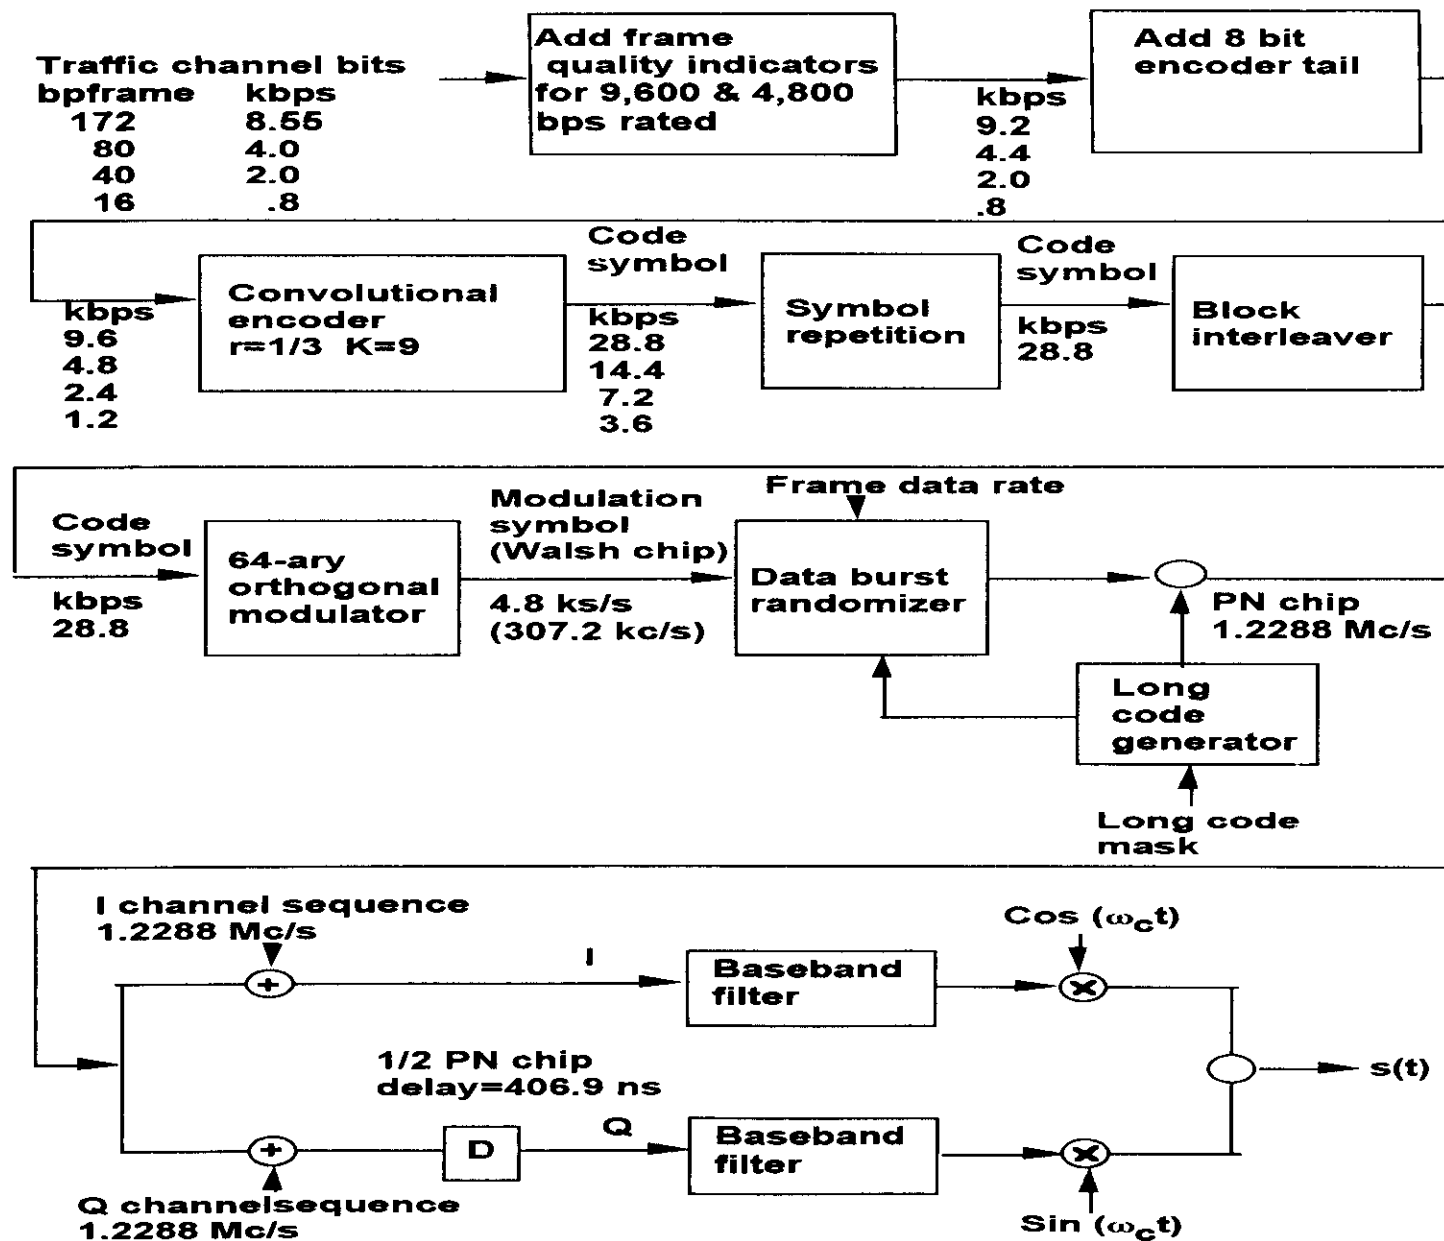 Traffic channel bits
bpframe kbps
172 8.55
80 4.0
40 2.0
16 .8
Add frame
quality indicators
for 9,600 & 4,800
bps rated
kbps
9.2
4.4
2.0
.8
Add 8 bit
encoder tail
kbps
9.6
4.8
2.4
1.2
Convolutional
encoder
r=1/3 K=9
Code
symbol
kbps
28.8
14.4
7.2
3.6
Symbol
repetition
Code
symbol
kbps
28.8
Block
interleaver
Code
symbol
kbps
28.8
64-ary
orthogonal
modulator
Modulation
symbol
(Walsh chip)
4.8 ks/s
(307.2 kc/s)
Frame data rate
Data burst
randomizer
PN chip
1.2288 Mc/s
Long
code
generator
Long code
mask
I channel sequence
1.2288 Mc/s
+
I
Baseband
filter
Cos (ωct)
×
1/2 PN chip
delay=406.9 ns
s(t)
+
D
Q
Baseband
filter
×
Q channelsequence
1.2288 Mc/s
Sin (ωct)